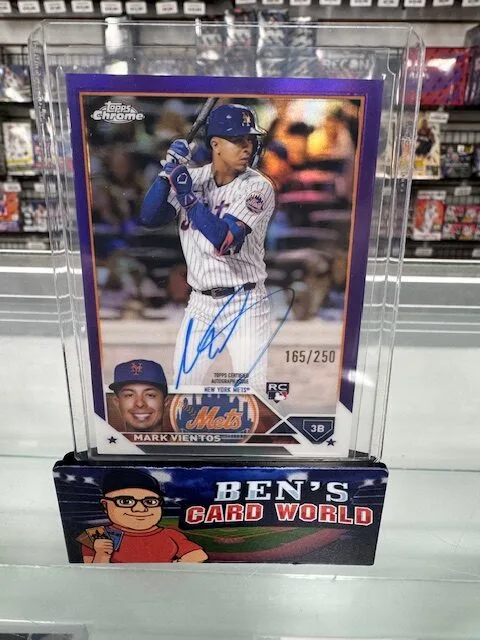 Topps
Chrome
Mets
165/250
TOPPS CERTIFIED
AUTOGRAPH ISSUE
NEW YORK METS®
RC
Mets
3B
MARK VIENTOS
BEN'S
CARD WORLD